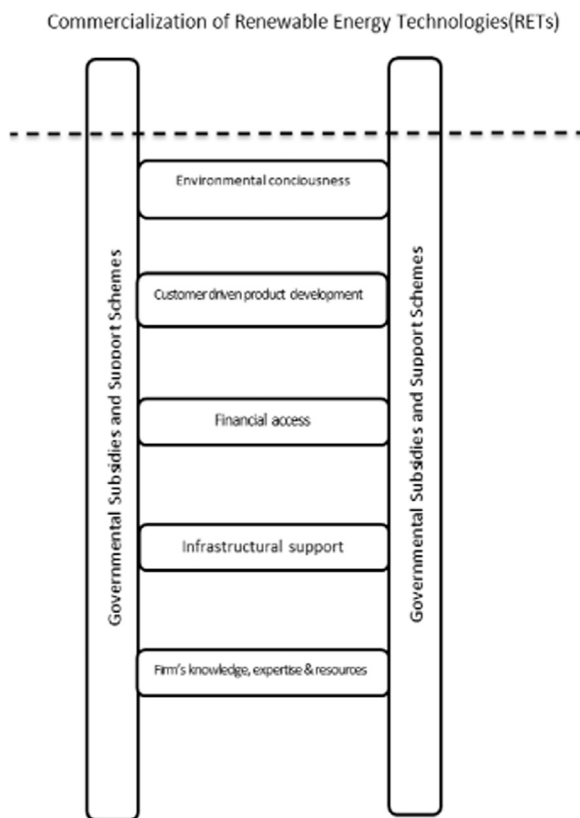 Commercialization of Renewable Energy Technologies(RETs)
Environmental conciousness
Customer driven product development
Financial access
Infrastructural support
Firm's knowledge, expertise & resources
Governmental Subsidies and Support Schemes
Governmental Subsidies and Support Schemes